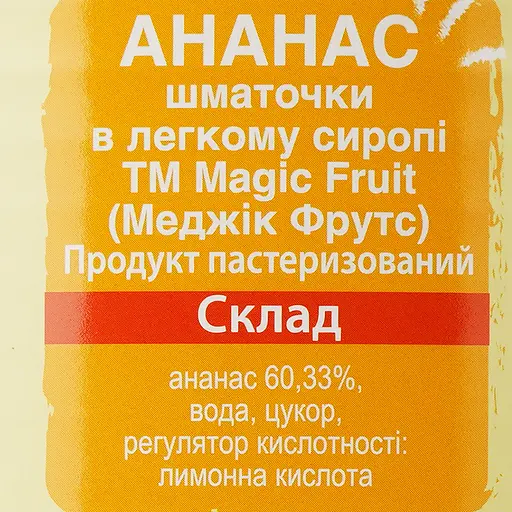 АНАНАС
шматочки
в легкому сиропі
ТМ Magic Fruit
(Меджік Фрутс)
Продукт пастеризований
Склад
ананас 60,33%,
вода, цукор,
регулятор кислотності:
лимонна кислота